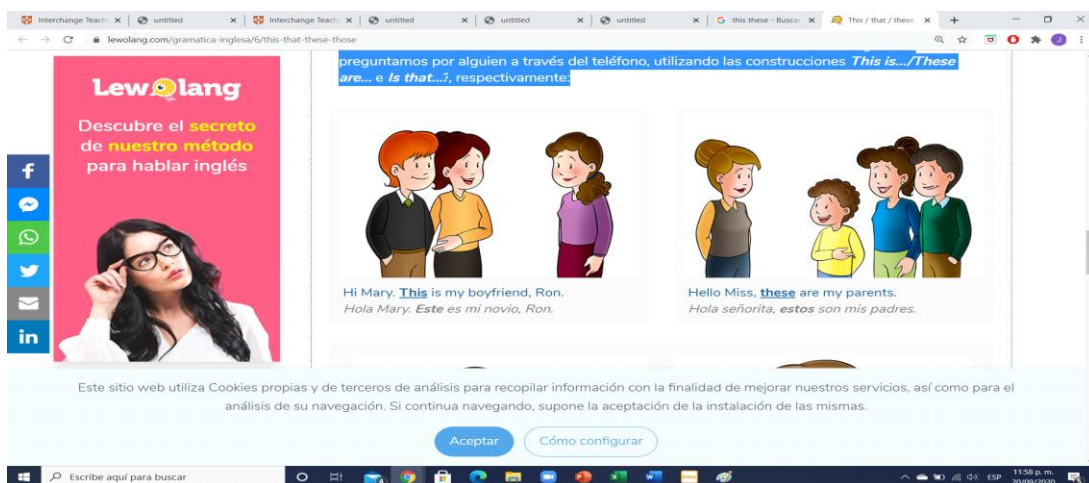 Interchange Teach
untitled
Interchange Teach
untitled
untitled
untitled
this these - Buscar
This / that / these
lewolang.com/gramatica-inglesa/6/this-that-these-those
preguntamos por alguien a través del teléfono, utilizando las construcciones This is.../These
are... e Is that...?, respectivamente:
Lewolang
Descubre el secreto
de nuestro método
para hablar inglés
Hi Mary. This is my boyfriend, Ron.
Hola Mary. Este es mi novio, Ron.
Hello Miss, these are my parents.
Hola señorita, estos son mis padres.
Este sitio web utiliza Cookies propias y de terceros de análisis para recopilar información con la finalidad de mejorar nuestros servicios, así como para el
análisis de su navegación. Si continua navegando, supone la aceptación de la instalación de las mismas.
Aceptar
Cómo configurar
Escribe aquí para buscar
ESP
11:58 p. m.
20/09/2020